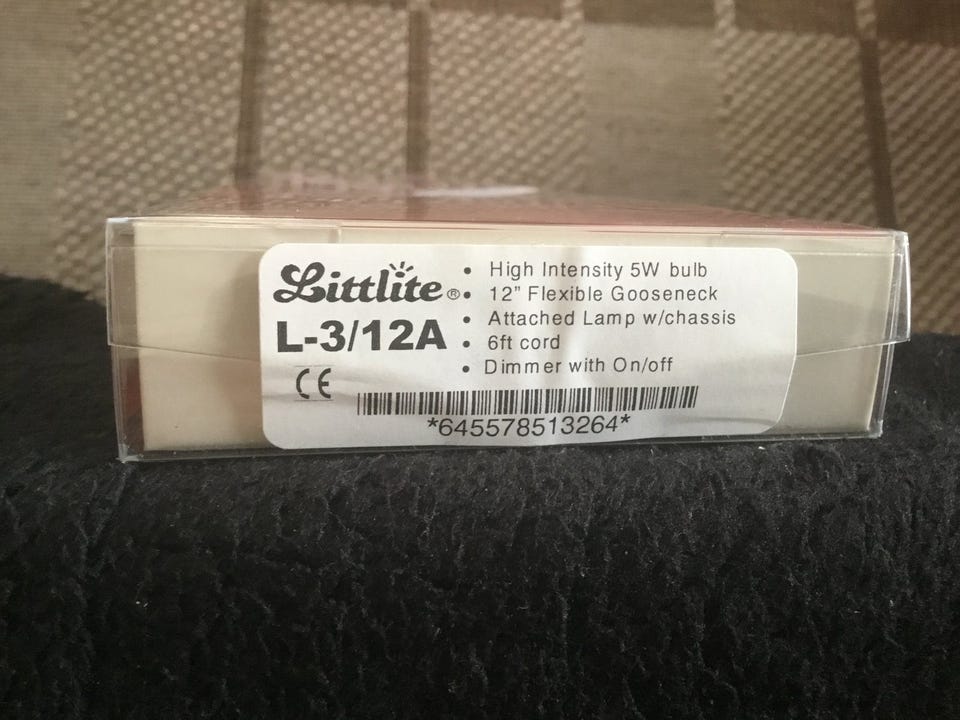 Littlite®
L-3/12A
CE
• High Intensity 5W bulb
• 12" Flexible Gooseneck
• Attached Lamp w/chassis
• 6ft cord
• Dimmer with On/off
*645578513264*